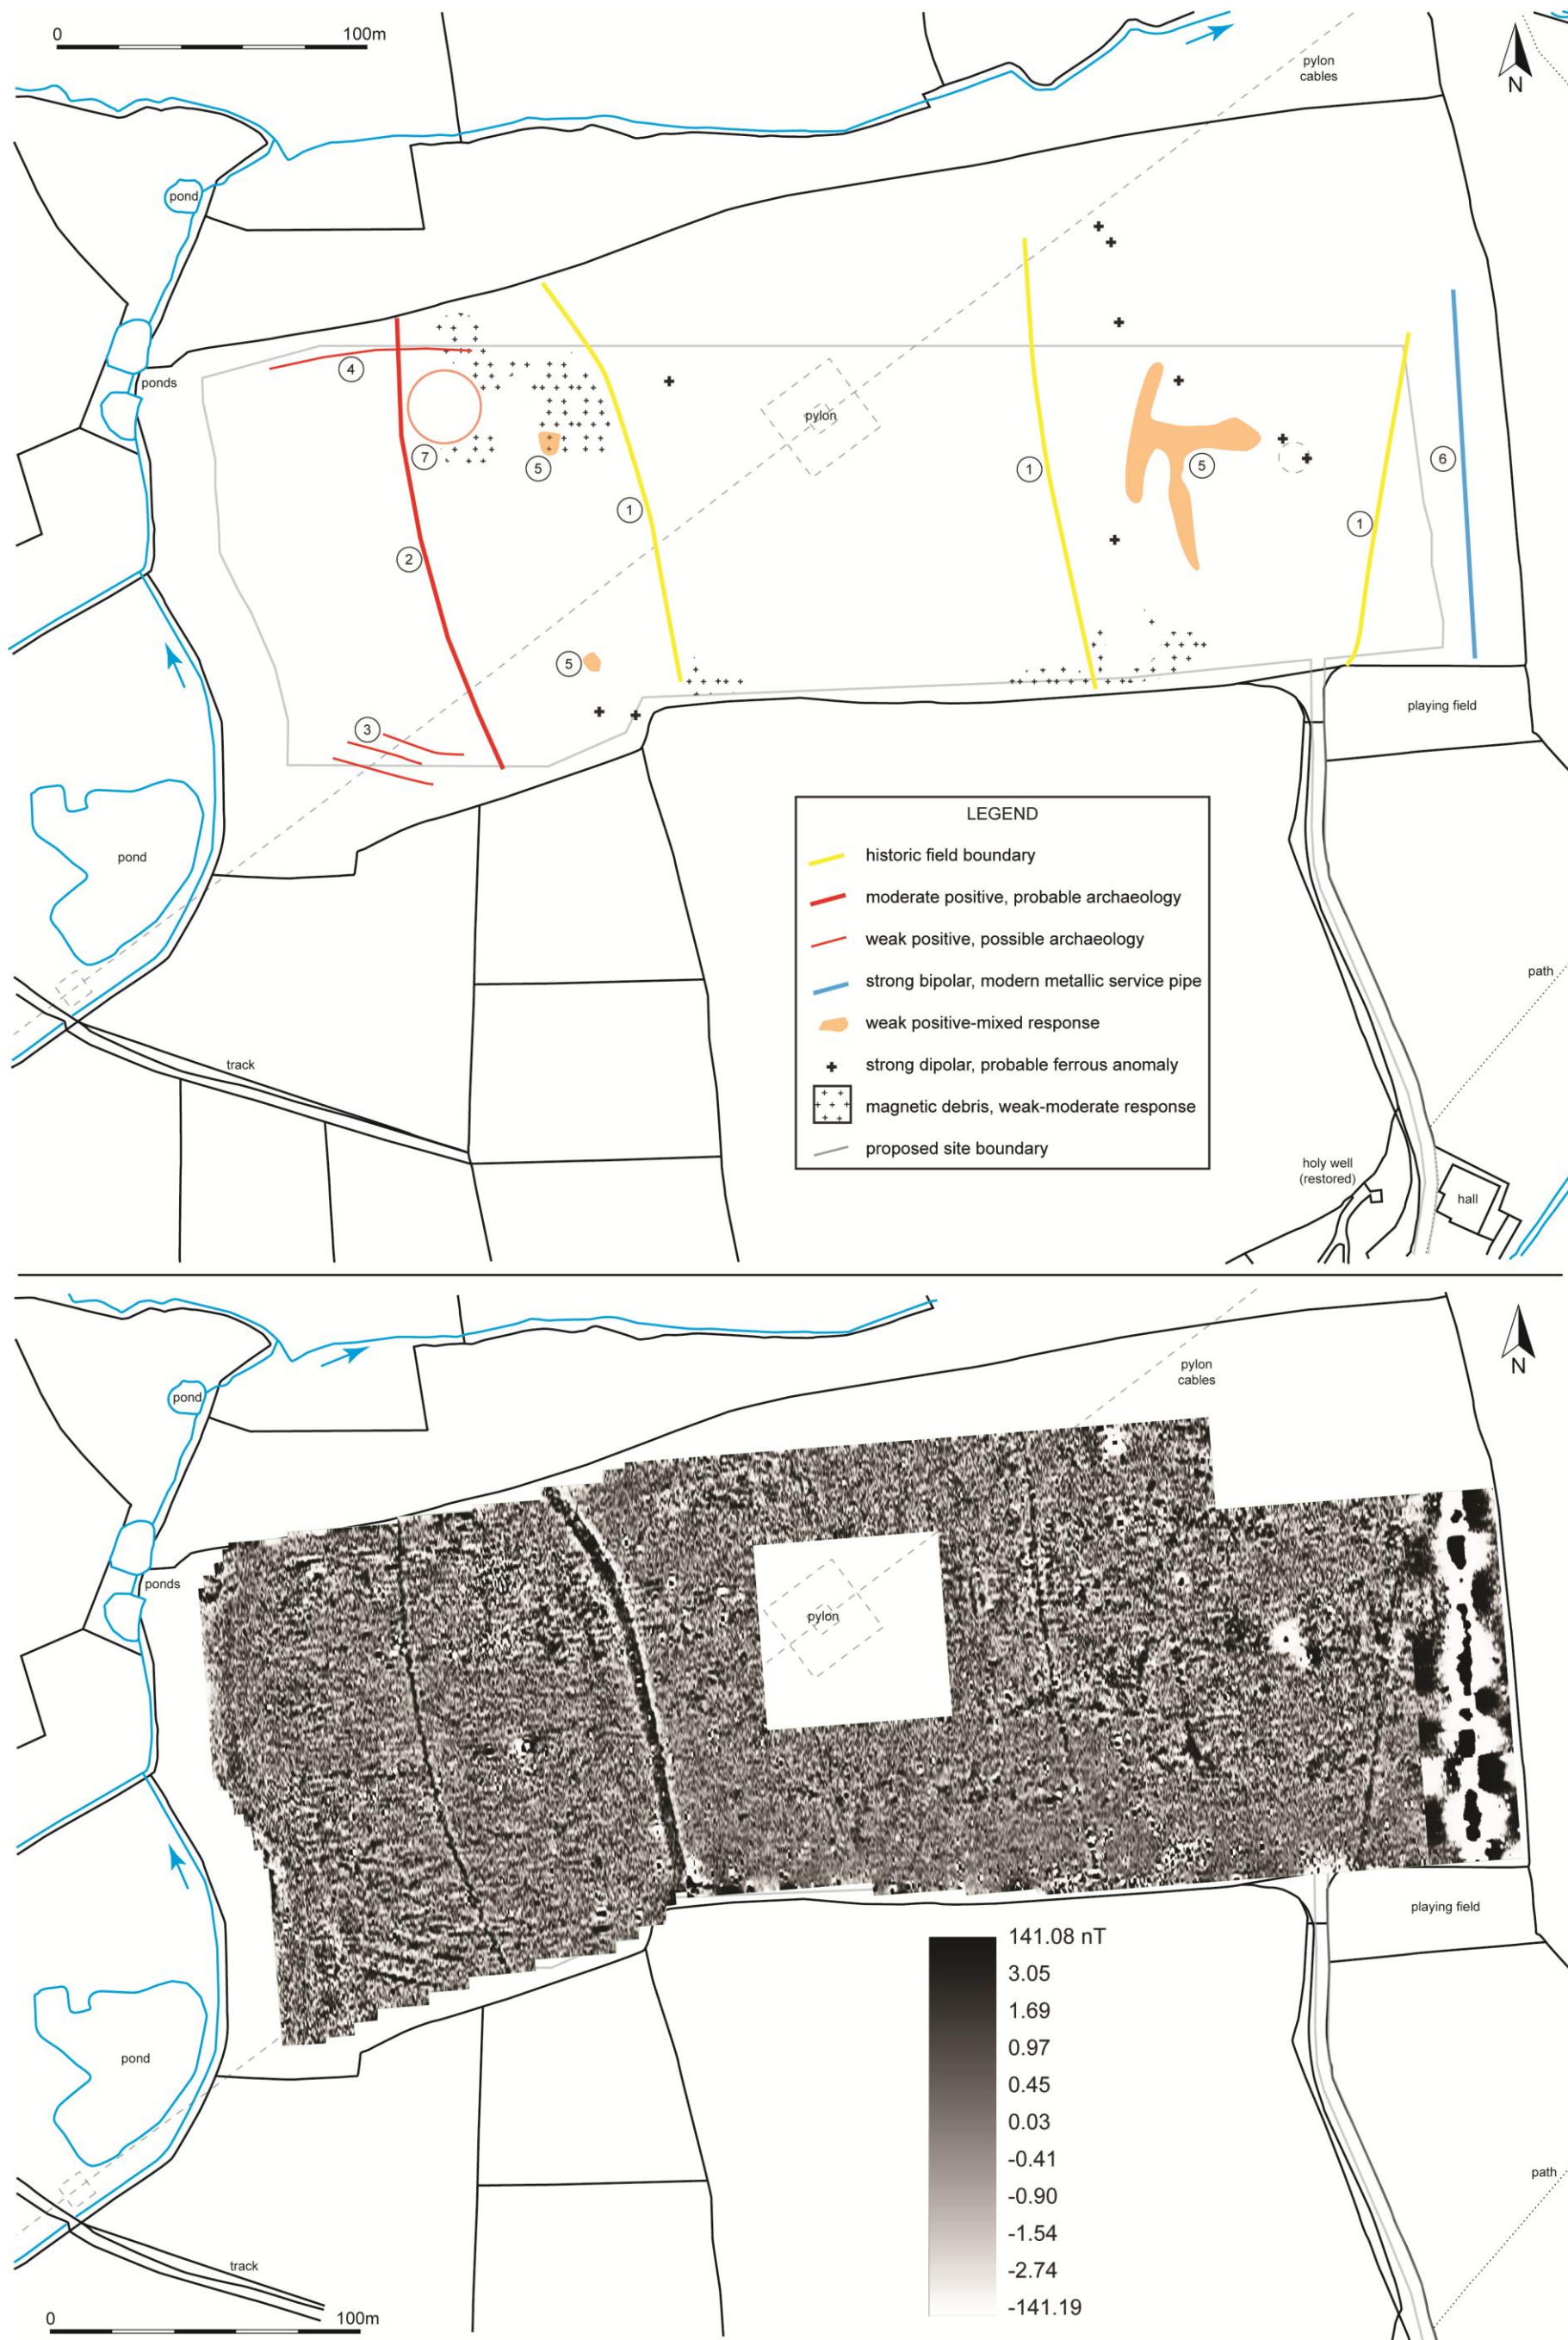 0 100m
pylon
cables
N
pond
ponds
4
pylon
7
5
5
6
1
1
1
2
5
3
playing field
pond
LEGEND
historic field boundary
moderate positive, probable archaeology
weak positive, possible archaeology
strong bipolar, modern metallic service pipe
weak positive-mixed response
strong dipolar, probable ferrous anomaly
magnetic debris, weak-moderate response
proposed site boundary
path
track
holy well
(restored)
hall
N
pylon
cables
pond
ponds
pylon
playing field
141.08 nT
3.05
1.69
0.97
0.45
0.03
-0.41
-0.90
-1.54
-2.74
-141.19
pond
path
track
0 100m